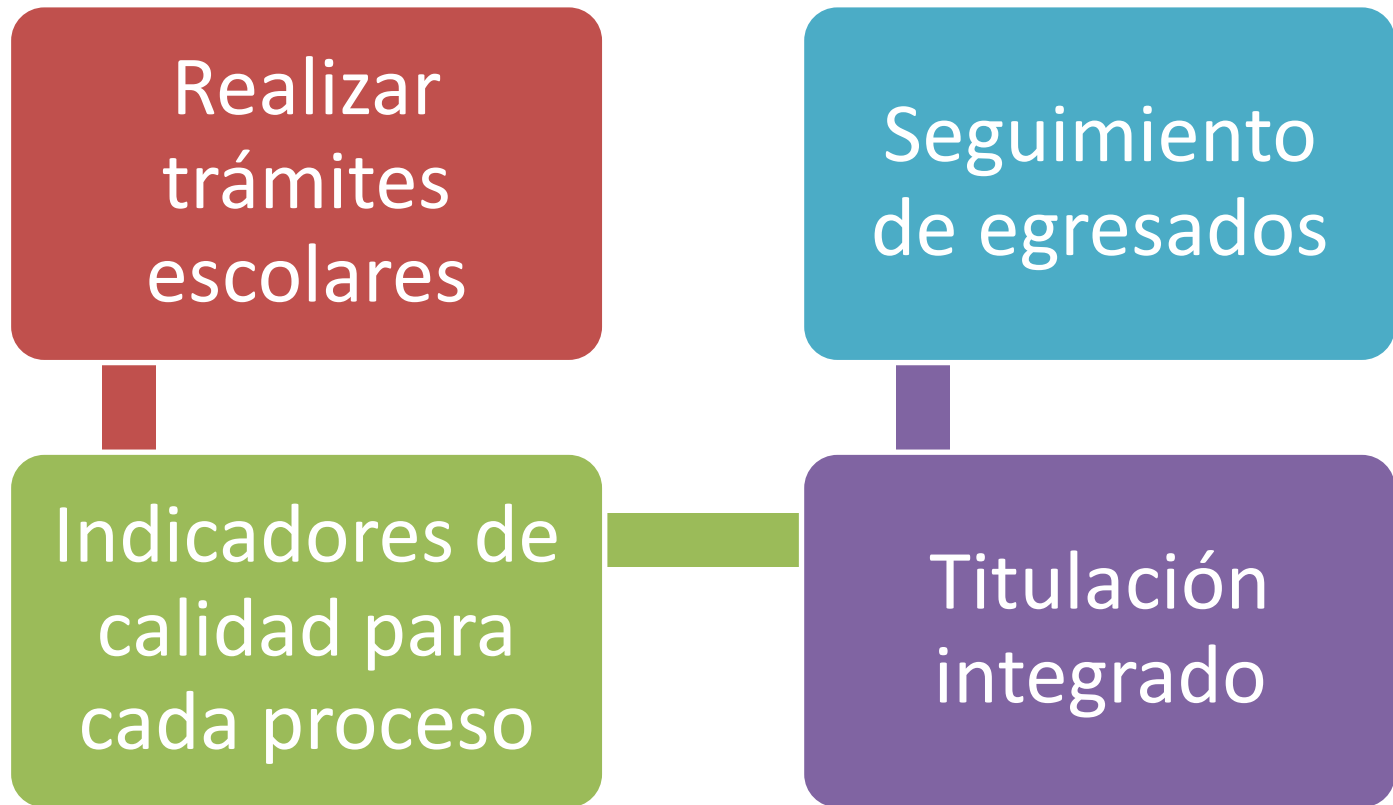 Realizar
trámites
escolares
Indicadores de
calidad para
cada proceso
Titulación
integrado
Seguimiento
de egresados